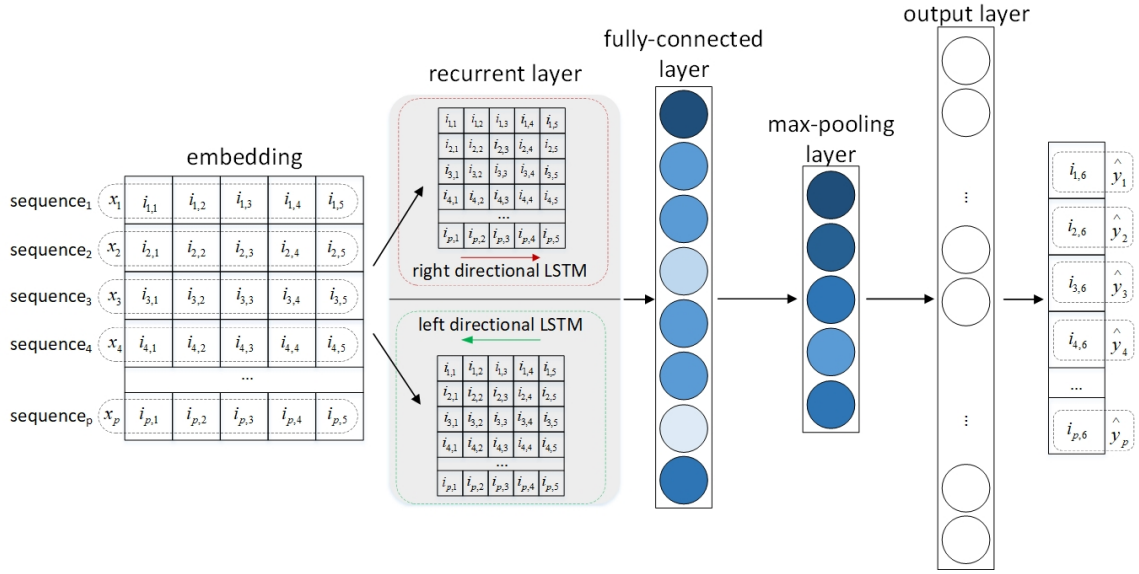 embedding
sequence₁ x₁ i₁,₁ i₁,₂ i₁,₃ i₁,₄ i₁,₅
sequence₂ x₂ i₂,₁ i₂,₂ i₂,₃ i₂,₄ i₂,₅
sequence₃ x₃ i₃,₁ i₃,₂ i₃,₃ i₃,₄ i₃,₅
sequence₄ x₄ i₄,₁ i₄,₂ i₄,₃ i₄,₄ i₄,₅
...
sequenceₚ xₚ iₚ,₁ iₚ,₂ iₚ,₃ iₚ,₄ iₚ,₅
recurrent layer
i₁,₁ i₁,₂ i₁,₃ i₁,₄ i₁,₅
i₂,₁ i₂,₂ i₂,₃ i₂,₄ i₂,₅
i₃,₁ i₃,₂ i₃,₃ i₃,₄ i₃,₅
i₄,₁ i₄,₂ i₄,₃ i₄,₄ i₄,₅
...
iₚ,₁ iₚ,₂ iₚ,₃ iₚ,₄ iₚ,₅
right directional LSTM
left directional LSTM
i₁,₁ i₁,₂ i₁,₃ i₁,₄ i₁,₅
i₂,₁ i₂,₂ i₂,₃ i₂,₄ i₂,₅
i₃,₁ i₃,₂ i₃,₃ i₃,₄ i₃,₅
i₄,₁ i₄,₂ i₄,₃ i₄,₄ i₄,₅
...
iₚ,₁ iₚ,₂ iₚ,₃ iₚ,₄ iₚ,₅
fully-connected
layer
max-pooling
layer
output layer
...
...
i₁,₆ ŷ₁
i₂,₆ ŷ₂
i₃,₆ ŷ₃
i₄,₆ ŷ₄
...
iₚ,₆ ŷₚ